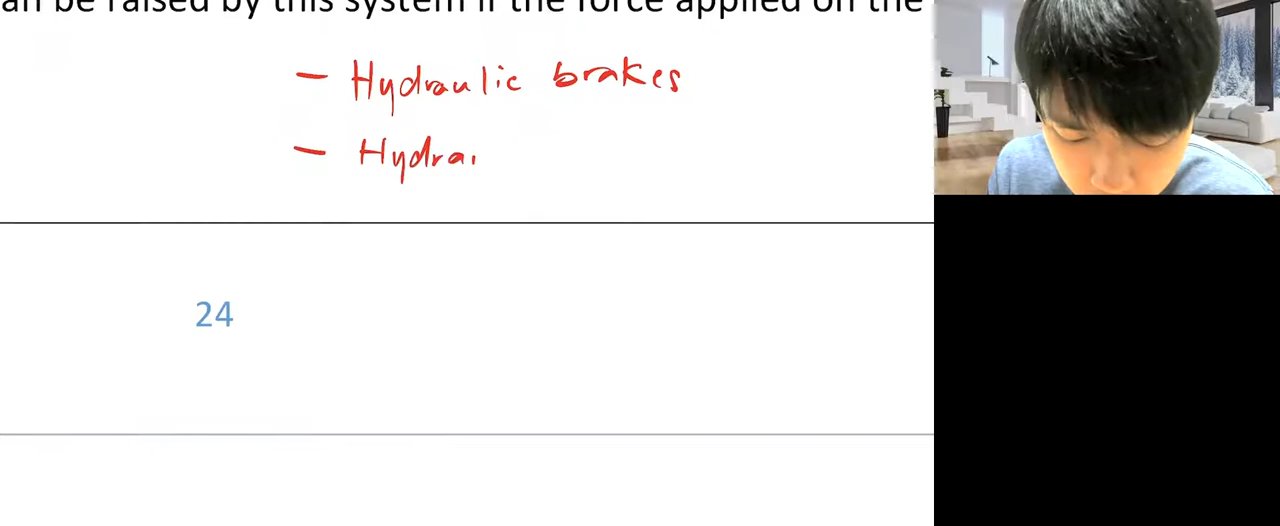 an be raised by this system if the force applied on the
- Hydraulic brakes
- Hydra
24